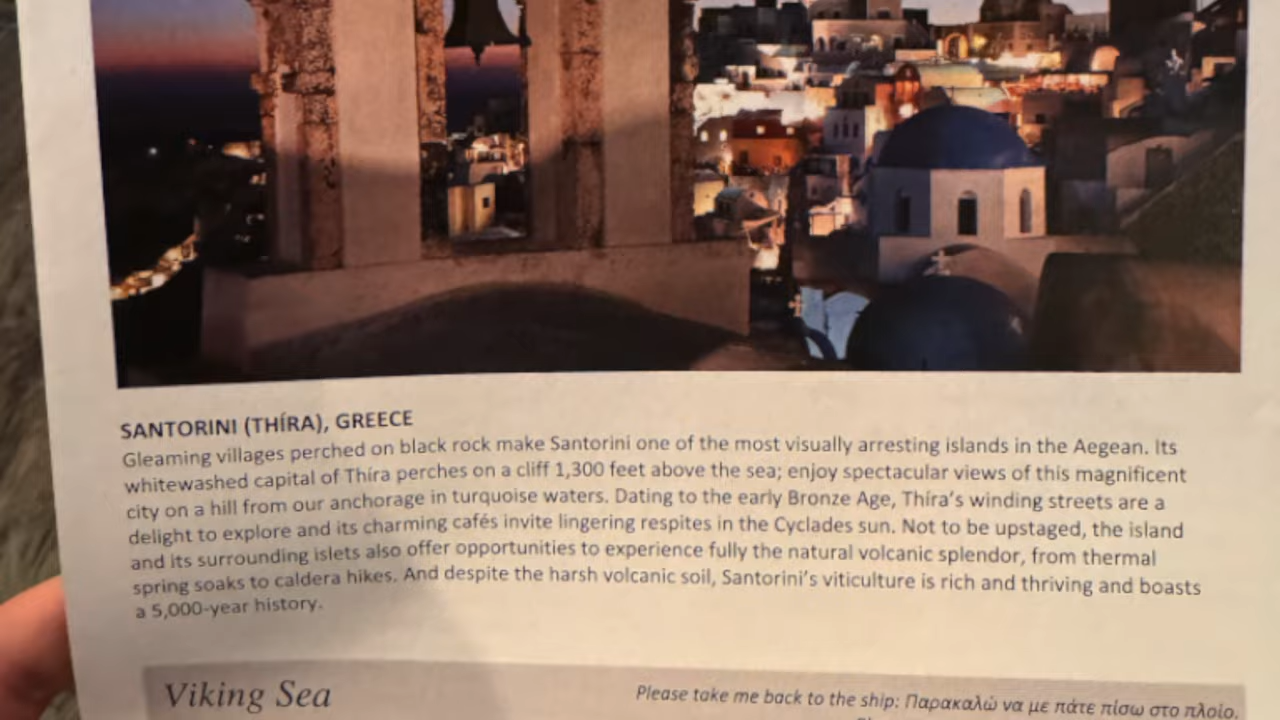 SANTORINI (THÍRA), GREECE
Gleaming villages perched on black rock make Santorini one of the most visually arresting islands in the Aegean. Its
whitewashed capital of Thíra perches on a cliff 1,300 feet above the sea; enjoy spectacular views of this magnificent
city on a hill from our anchorage in turquoise waters. Dating to the early Bronze Age, Thíra's winding streets are a
delight to explore and its charming cafés invite lingering respites in the Cyclades sun. Not to be upstaged, the island
and its surrounding islets also offer opportunities to experience fully the natural volcanic splendor, from thermal
spring soaks to caldera hikes. And despite the harsh volcanic soil, Santorini's viticulture is rich and thriving and boasts
a 5,000-year history.
Viking Sea
Please take me back to the ship: Παρακαλώ να με πάτε πίσω στο πλοίο.